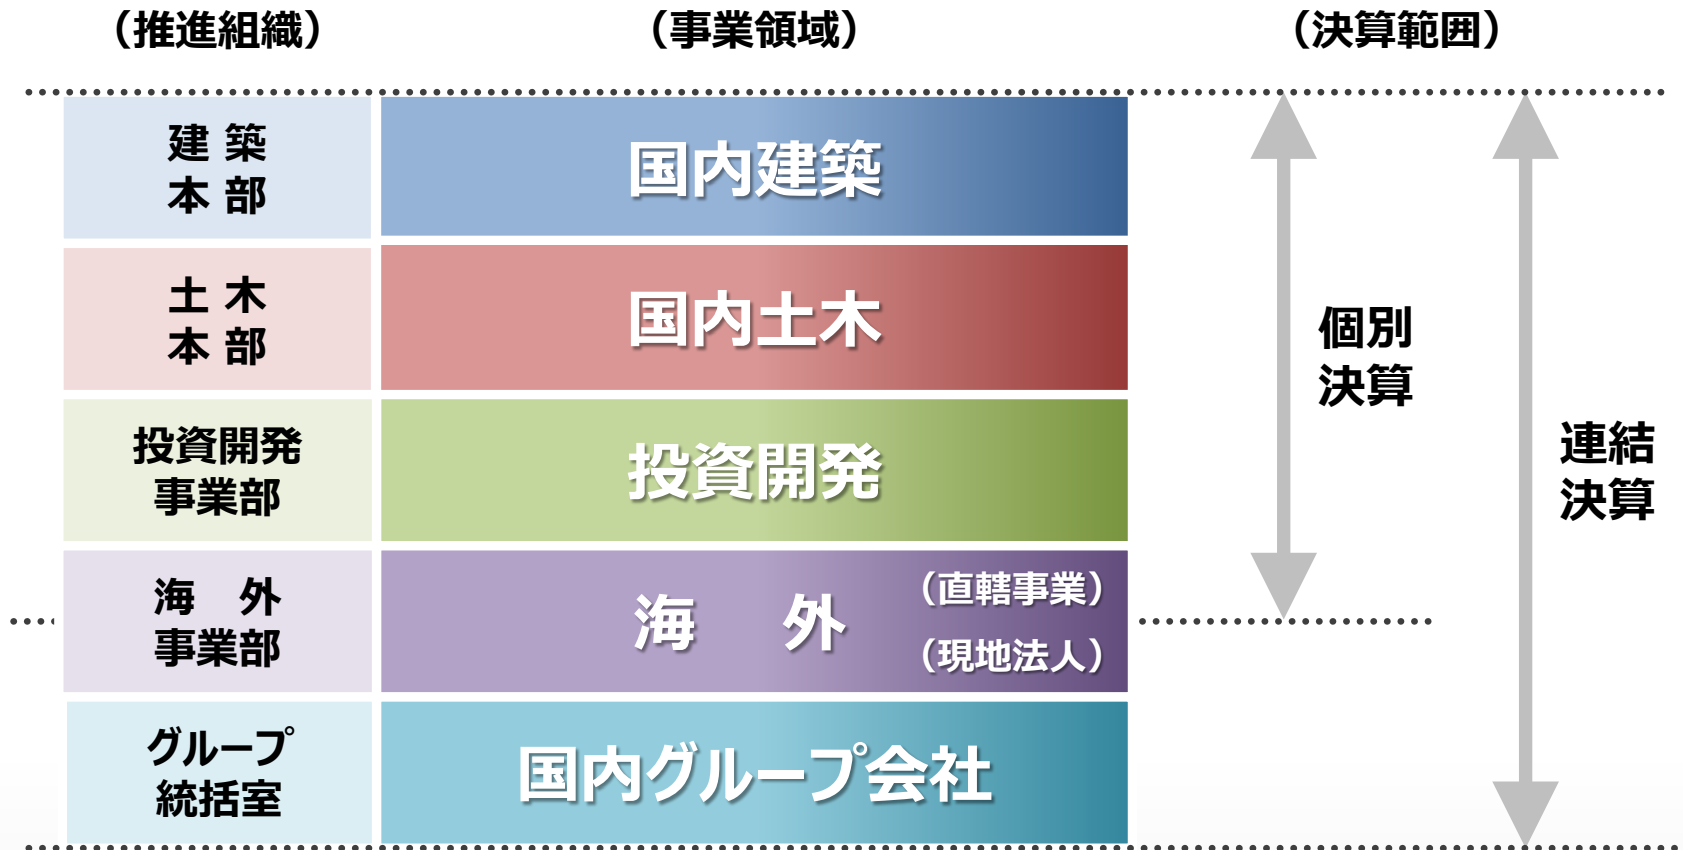 （推進組織）
（事業領域）
（決算範囲）
建 築
本 部
国内建築
土 木
本 部
国内土木
個別
決算
投資開発
事業部
投資開発
連結
決算
海　外
事業部
海　外
（直轄事業）
（現地法人）
グループ
統括室
国内グループ会社